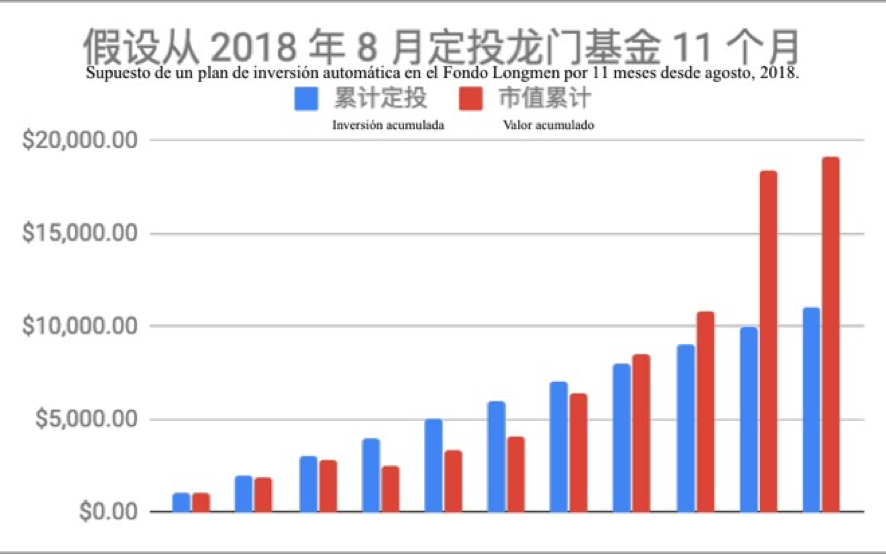 假设从 2018 年 8 月定投龙门基金 11 个月
Supuesto de un plan de inversión automática en el Fondo Longmen por 11 meses desde agosto, 2018.
累计定投 市值累计
Inversión acumulada Valor acumulado
$20,000.00
$15,000.00
$10,000.00
$5,000.00
$0.00